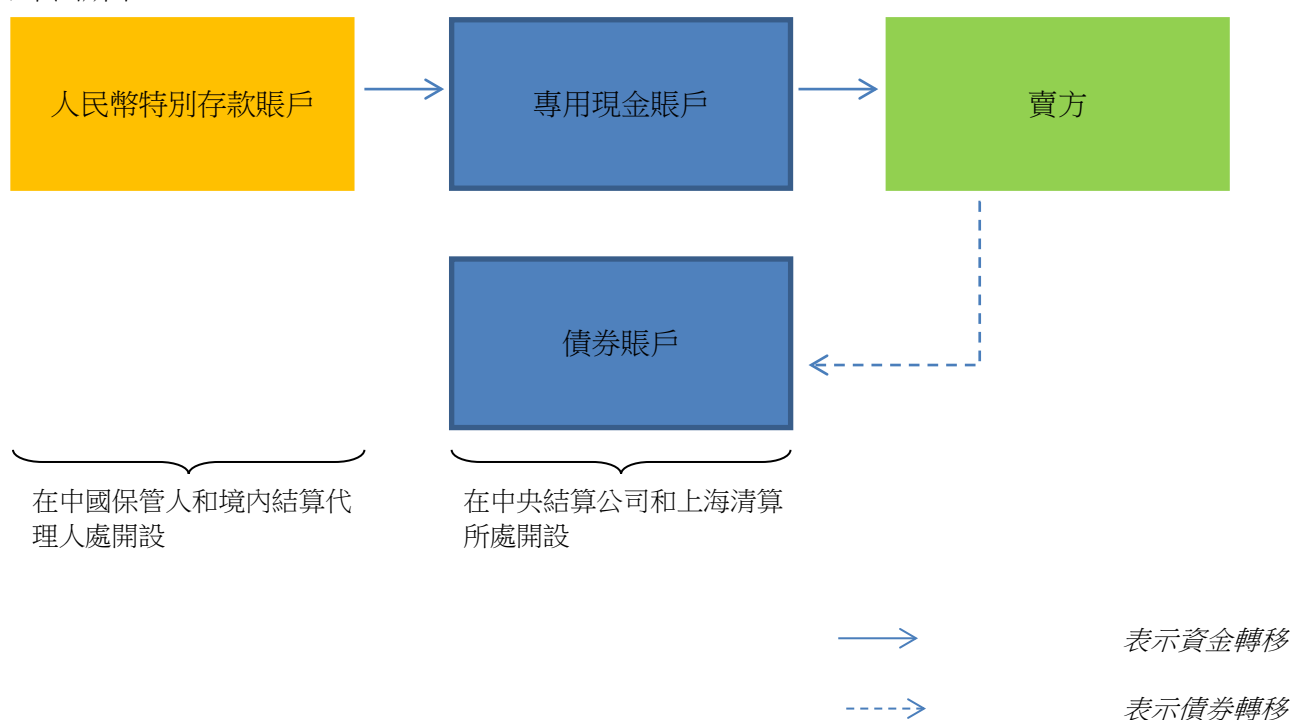 人民幣特別存款賬戶
專用現金賬戶
賣方
債券賬戶
在中國保管人和境內結算代
理人處開設
在中央結算公司和上海清算
所處開設
表示資金轉移
表示債券轉移